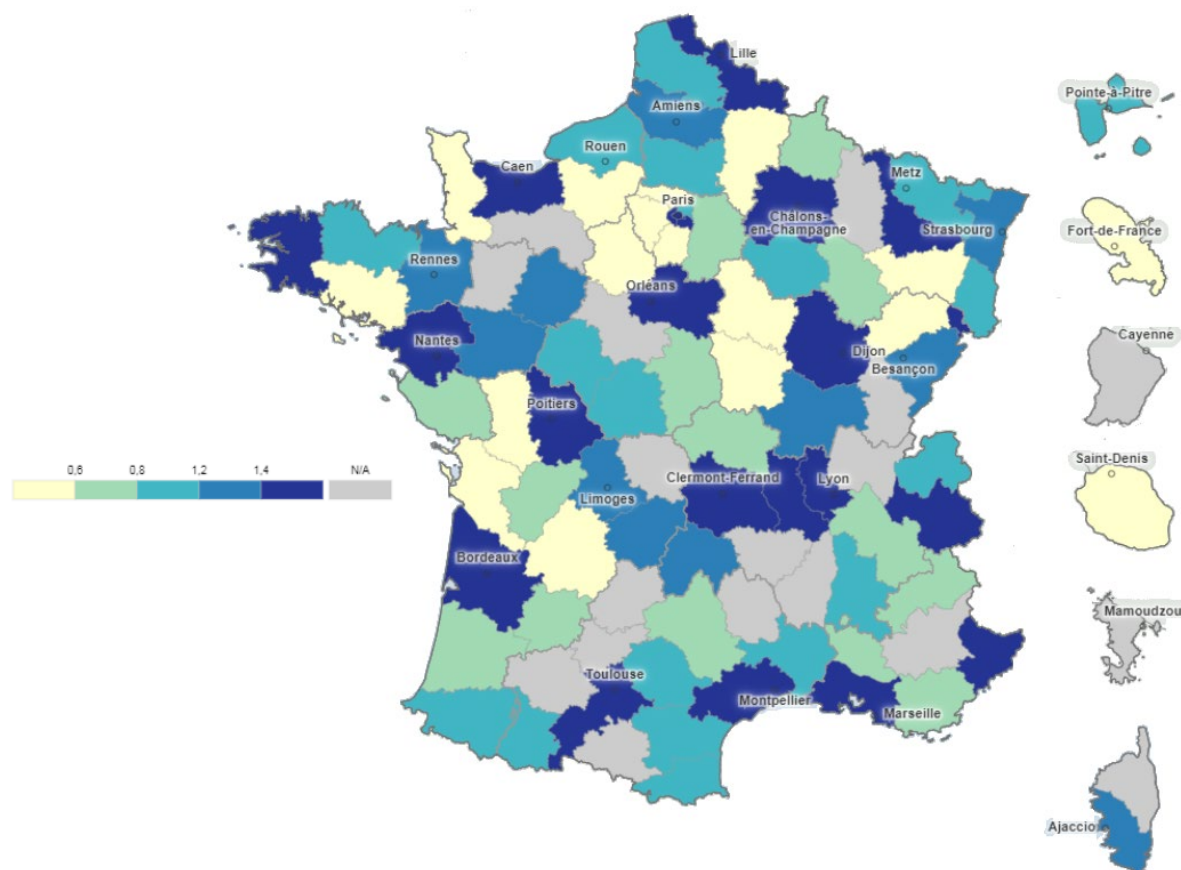 Lille
Pointe-à-Pitre
Amiens
Rouen
Caen
Metz
Paris
Châlons-
en-Champagne
Strasbourg
Fort-de-France
Rennes
Orléans
Nantes
Dijon
Besançon
Cayenne
Poitiers
0,6 0,8 1,2 1,4 N/A
Saint-Denis
Clermont-Ferrand
Lyon
Limoges
Bordeaux
Mamoudzou
Toulouse
Montpellier
Marseille
Ajaccio